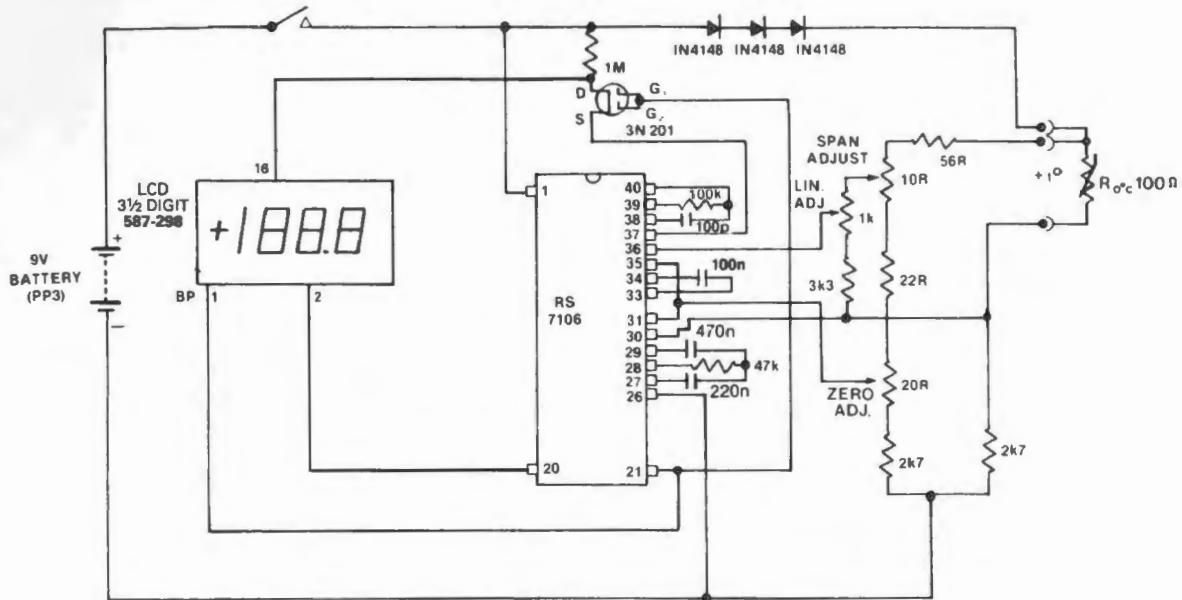 IN4148
IN4148
IN4148
1M
D
G1
S
G2
3N 201
16
LCD
3½ DIGIT
587-298
+188.8
BP
1
2
9V
BATTERY
(PP3)
+
−
1
RS
7106
20
40
39
38
37
36
35
34
33
31
30
29
28
27
26
21
100k
100p
100n
470n
47k
220n
SPAN
ADJUST
LIN.
ADJ.
10R
1k
3k3
56R
22R
ZERO
ADJ.
20R
2k7
2k7
+ t°
R0°C 100 Ω